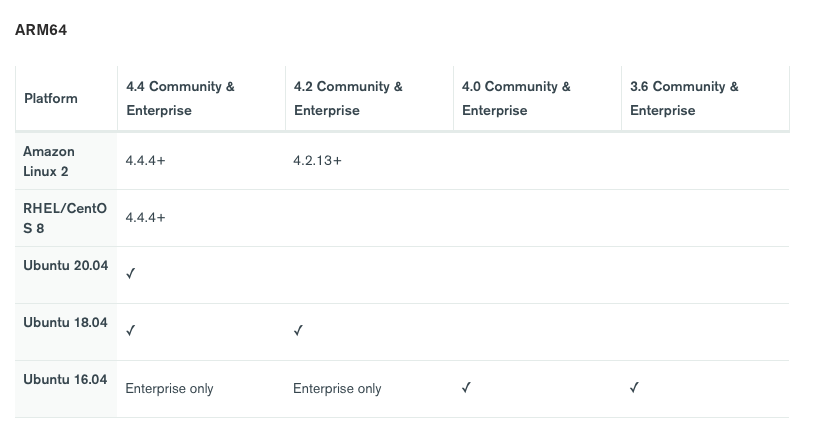 ARM64
Platform
4.4 Community &
Enterprise
4.2 Community &
Enterprise
4.0 Community &
Enterprise
3.6 Community &
Enterprise
Amazon
Linux 2
4.4.4+
4.2.13+
RHEL/CentO
S 8
4.4.4+
Ubuntu 20.04
✓
Ubuntu 18.04
✓ ✓
Ubuntu 16.04
Enterprise only Enterprise only ✓ ✓